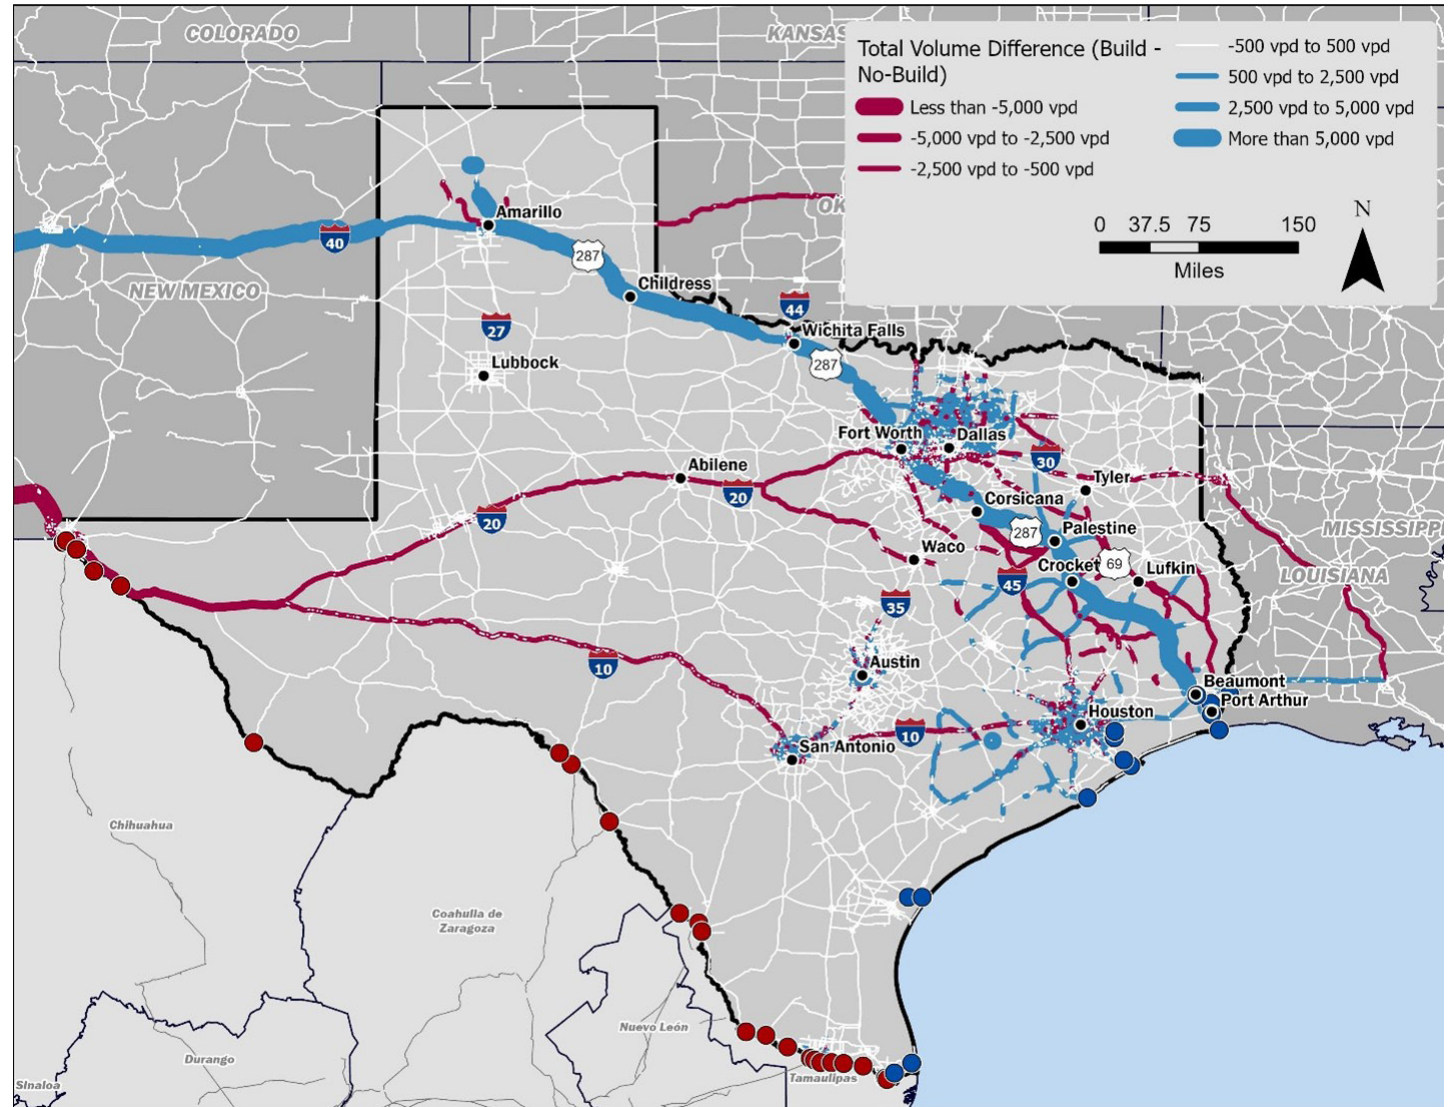 COLORADO
KANSAS
Total Volume Difference (Build -
No-Build)
Less than -5,000 vpd
-5,000 vpd to -2,500 vpd
-2,500 vpd to -500 vpd
-500 vpd to 500 vpd
500 vpd to 2,500 vpd
2,500 vpd to 5,000 vpd
More than 5,000 vpd
0 37.5 75 150
Miles
N
OK
Amarillo
40
287
NEW MEXICO
Childress
44
27
Wichita Falls
287
Lubbock
Fort Worth
Dallas
30
Abilene
Tyler
20
20
Corsicana
287
Palestine
MISSISSIPP
Waco
Crocket
69
Lufkin
45
LOUISIANA
35
10
Austin
Beaumont
Port Arthur
Houston
10
San Antonio
Chihuahua
Coahulla de
Zaragoza
Nuevo León
Durango
Tamaulipas
Sinaloa